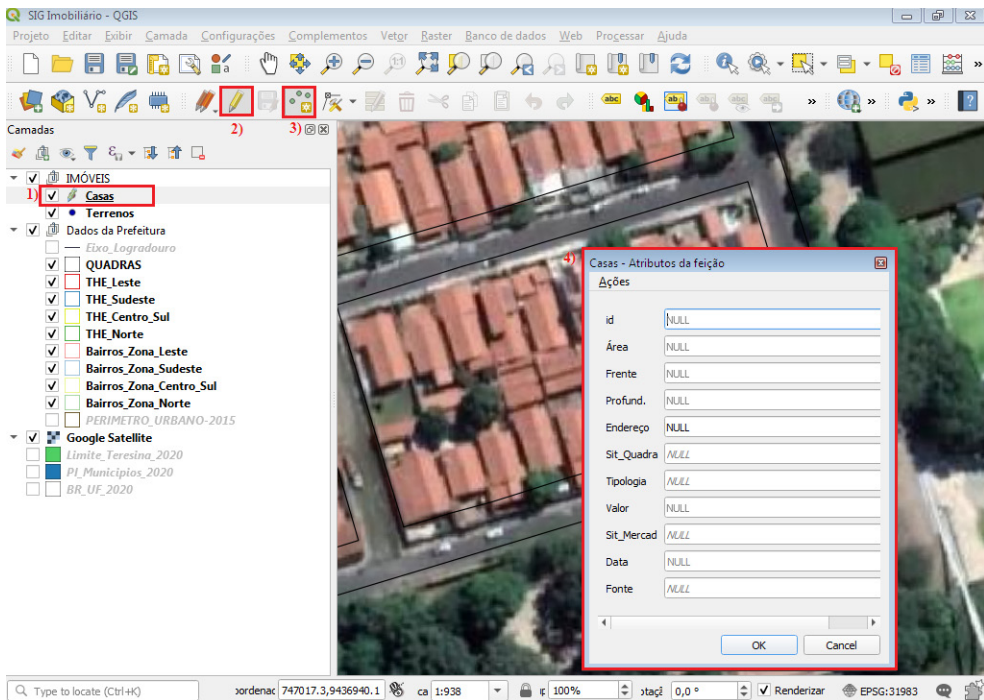 SIG Imobiliário - QGIS
Projeto Editar Exibir Camada Configurações Complementos Vetor Raster Banco de dados Web Processar Ajuda
abc abc
2) 3)
Camadas
IMÓVEIS
1) Casas
Terrenos
Dados da Prefeitura
Eixo_Logradouro
QUADRAS
THE_Leste
THE_Sudeste
THE_Centro_Sul
THE_Norte
Bairros_Zona_Leste
Bairros_Zona_Sudeste
Bairros_Zona_Centro_Sul
Bairros_Zona_Norte
PERIMETRO_URBANO-2015
Google Satellite
Limite_Teresina_2020
PI_Municipios_2020
BR_UF_2020
4)
Casas - Atributos da feição
Ações
id NULL
Área NULL
Frente NULL
Profund. NULL
Endereço NULL
Sit_Quadra NULL
Tipologia NULL
Valor NULL
Sit_Mercad NULL
Data NULL
Fonte NULL
OK Cancel
Type to locate (Ctrl+K) ordenac 747017.3,9436940.1 ca 1:938 100% 0,0 ° Renderizar EPSG:31983